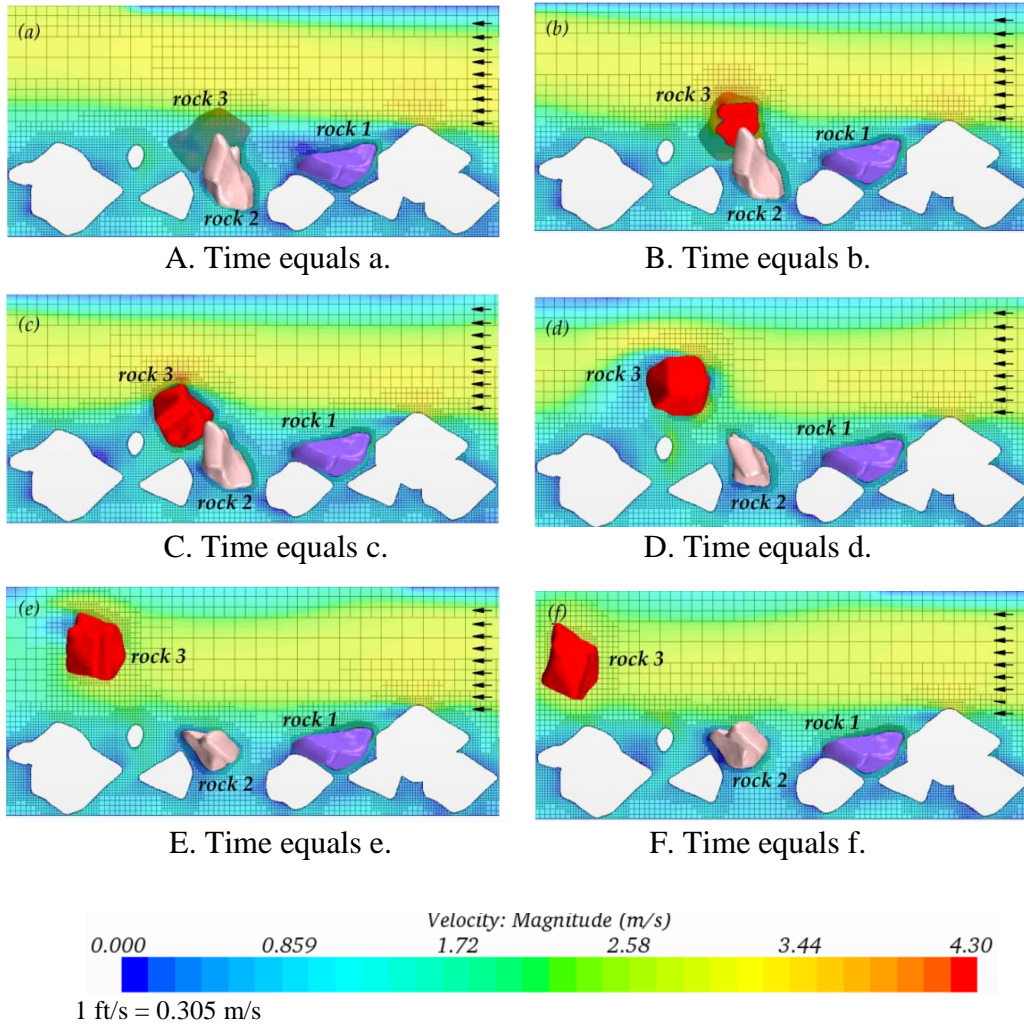 (a)
rock 3
rock 1
rock 2
A. Time equals a.
(b)
rock 3
rock 1
rock 2
B. Time equals b.
(c)
rock 3
rock 1
rock 2
C. Time equals c.
(d)
rock 3
rock 1
rock 2
D. Time equals d.
(e)
rock 3
rock 1
rock 2
E. Time equals e.
(f)
rock 3
rock 1
rock 2
F. Time equals f.
Velocity: Magnitude (m/s)
0.000 0.859 1.72 2.58 3.44 4.30
1 ft/s = 0.305 m/s